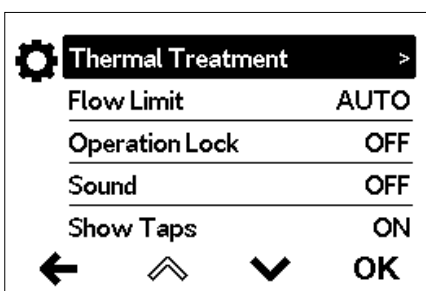 Thermal Treatment >
Flow Limit AUTO
Operation Lock OFF
Sound OFF
Show Taps ON
OK